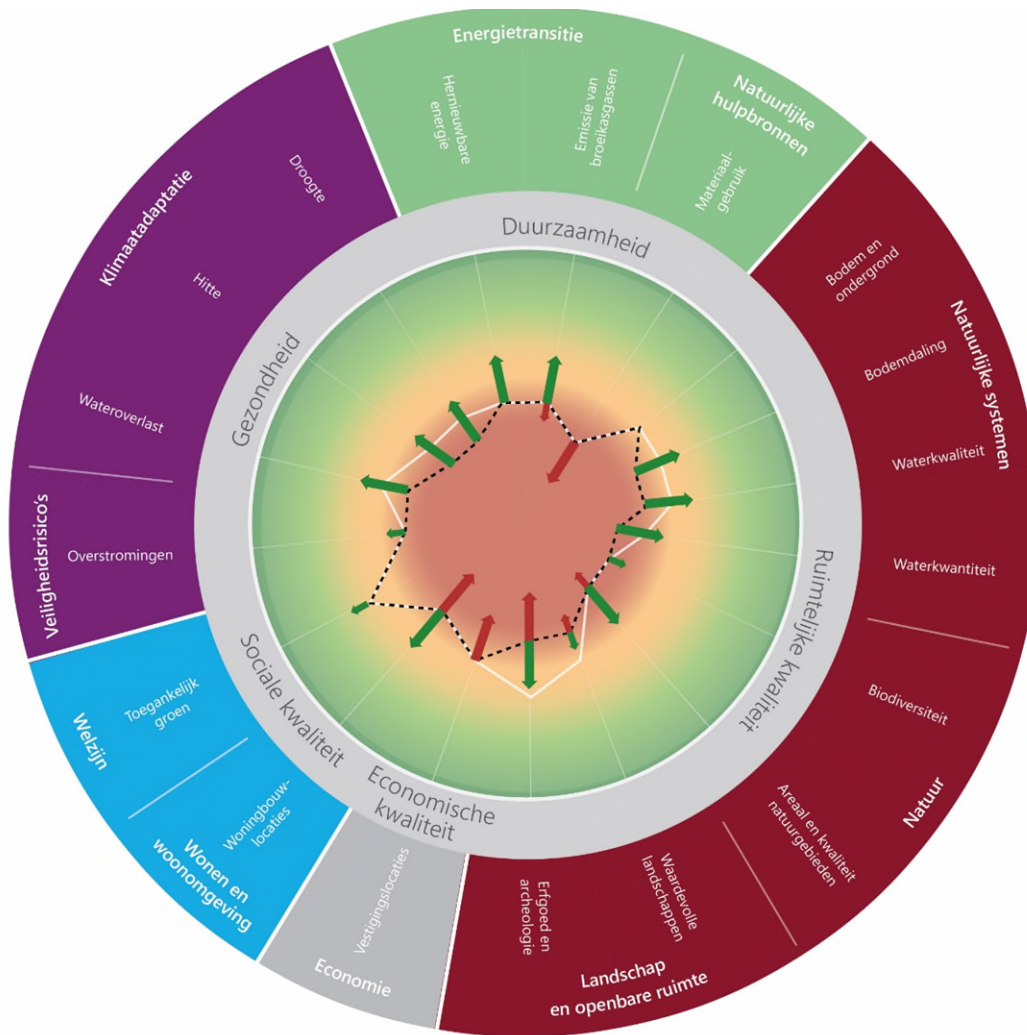 Energietransitie
Hernieuwbare
energie
Emissie van
broeikasgassen
Natuurlijke
hulpbronnen
Materiaal-
gebruik
Bodem en
ondergrond
Bodemdaling
Natuurlijke systemen
Waterkwaliteit
Waterkwantiteit
Biodiversiteit
Natuur
Areaal en kwaliteit
natuurgebieden
Waardevolle
landschappen
Erfgoed en
archeologie
Landschap
en openbare ruimte
Vestigingslocaties
Economie
Woningbouw-
locaties
Wonen en
woonomgeving
Toegankelijk
groen
Welzijn
Overstromingen
Veiligheidsrisico's
Wateroverlast
Hitte
Droogte
Klimaatadaptatie
Duurzaamheid
Ruimtelijke kwaliteit
Economische
kwaliteit
Sociale kwaliteit
Gezondheid